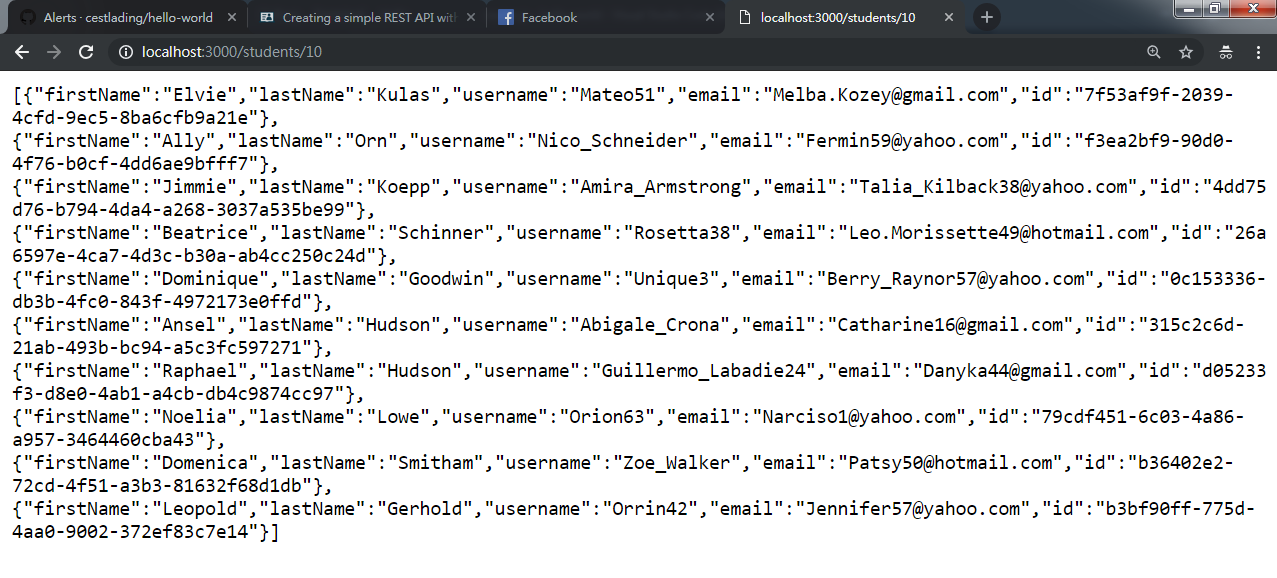 Alerts · cestlading/hello-world
Creating a simple REST API with
Facebook
localhost:3000/students/10
localhost:3000/students/10
[{"firstName":"Elvie","lastName":"Kulas","username":"Mateo51","email":"Melba.Kozey@gmail.com","id":"7f53af9f-2039-
4cfd-9ec5-8ba6cfb9a21e"},
{"firstName":"Ally","lastName":"Orn","username":"Nico_Schneider","email":"Fermin59@yahoo.com","id":"f3ea2bf9-90d0-
4f76-b0cf-4dd6ae9bfff7"},
{"firstName":"Jimmie","lastName":"Koepp","username":"Amira_Armstrong","email":"Talia_Kilback38@yahoo.com","id":"4dd75
d76-b794-4da4-a268-3037a535be99"},
{"firstName":"Beatrice","lastName":"Schinner","username":"Rosetta38","email":"Leo.Morissette49@hotmail.com","id":"26a
6597e-4ca7-4d3c-b30a-ab4cc250c24d"},
{"firstName":"Dominique","lastName":"Goodwin","username":"Unique3","email":"Berry_Raynor57@yahoo.com","id":"0c153336-
db3b-4fc0-843f-4972173e0ffd"},
{"firstName":"Ansel","lastName":"Hudson","username":"Abigale_Crona","email":"Catharine16@gmail.com","id":"315c2c6d-
21ab-493b-bc94-a5c3fc597271"},
{"firstName":"Raphael","lastName":"Hudson","username":"Guillermo_Labadie24","email":"Danyka44@gmail.com","id":"d05233
f3-d8e0-4ab1-a4cb-db4c9874cc97"},
{"firstName":"Noelia","lastName":"Lowe","username":"Orion63","email":"Narciso1@yahoo.com","id":"79cdf451-6c03-4a86-
a957-3464460cba43"},
{"firstName":"Domenica","lastName":"Smitham","username":"Zoe_Walker","email":"Patsy50@hotmail.com","id":"b36402e2-
72cd-4f51-a3b3-81632f68d1db"},
{"firstName":"Leopold","lastName":"Gerhold","username":"Orrin42","email":"Jennifer57@yahoo.com","id":"b3bf90ff-775d-
4aa0-9002-372ef83c7e14"}]